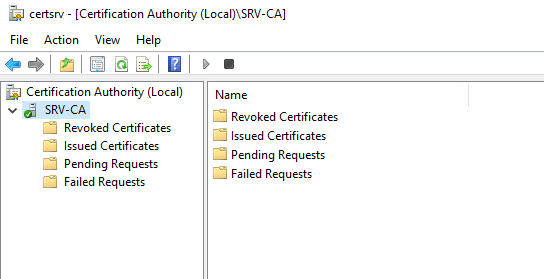 certsrv - [Certification Authority (Local)\SRV-CA]
File Action View Help
Certification Authority (Local)
SRV-CA
Revoked Certificates
Issued Certificates
Pending Requests
Failed Requests
Name
Revoked Certificates
Issued Certificates
Pending Requests
Failed Requests